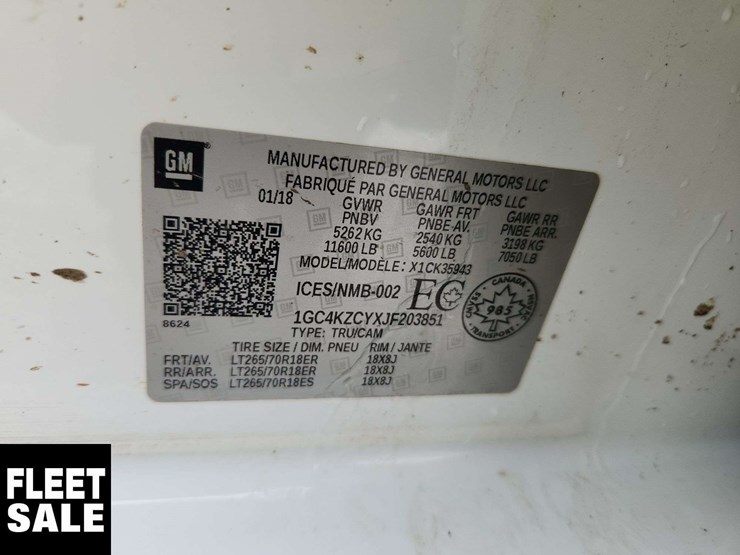 GM
MANUFACTURED BY GENERAL MOTORS LLC
FABRIQUÉ PAR GENERAL MOTORS LLC
01/18 GVWR GAWR FRT GAWR RR
PNBV PNBE AV. PNBE ARR.
5262 KG 2540 KG 3198 KG
11600 LB 5600 LB 7050 LB
MODEL/MODÈLE: X1CK35943
ICES/NMB-002 EC
CANADA
985
1GC4KZCYXJF203851
8624
TYPE: TRU/CAM
TIRE SIZE / DIM. PNEU RIM / JANTE
FRT/AV. LT265/70R18ER 18X8J
RR/ARR. LT265/70R18ER 18X8J
SPA/SOS LT265/70R18ES 18X8J
FLEET
SALE